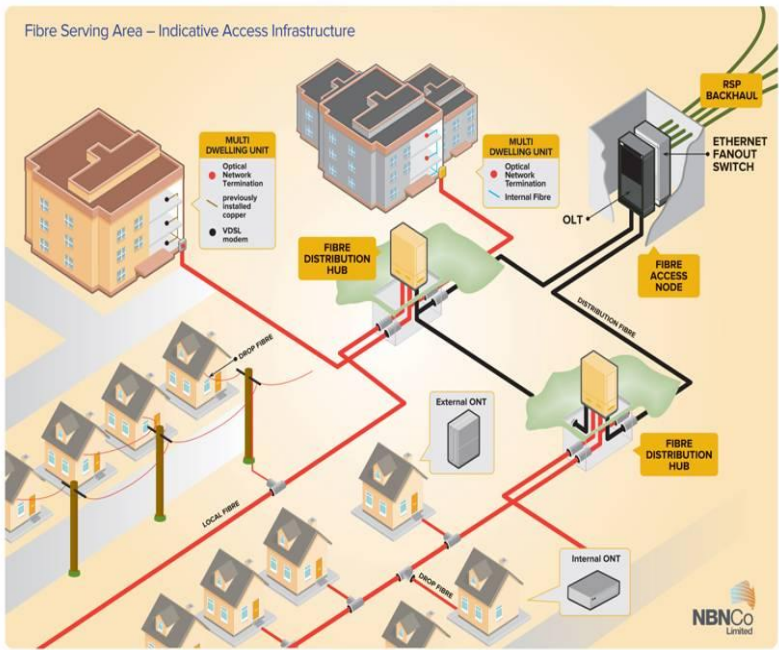 Fibre Serving Area – Indicative Access Infrastructure
RSP
BACKHAUL
MULTI
DWELLING UNIT
Optical
Network
Termination
previously
installed
copper
VDSL
modem
MULTI
DWELLING UNIT
Optical
Network
Termination
Internal Fibre
ETHERNET
FANOUT
SWITCH
OLT
FIBRE
DISTRIBUTION
HUB
FIBRE
ACCESS
NODE
DISTRIBUTION FIBRE
DROP FIBRE
External ONT
FIBRE
DISTRIBUTION
HUB
LOCAL FIBRE
Internal ONT
DROP FIBRE
NBNCo
Limited